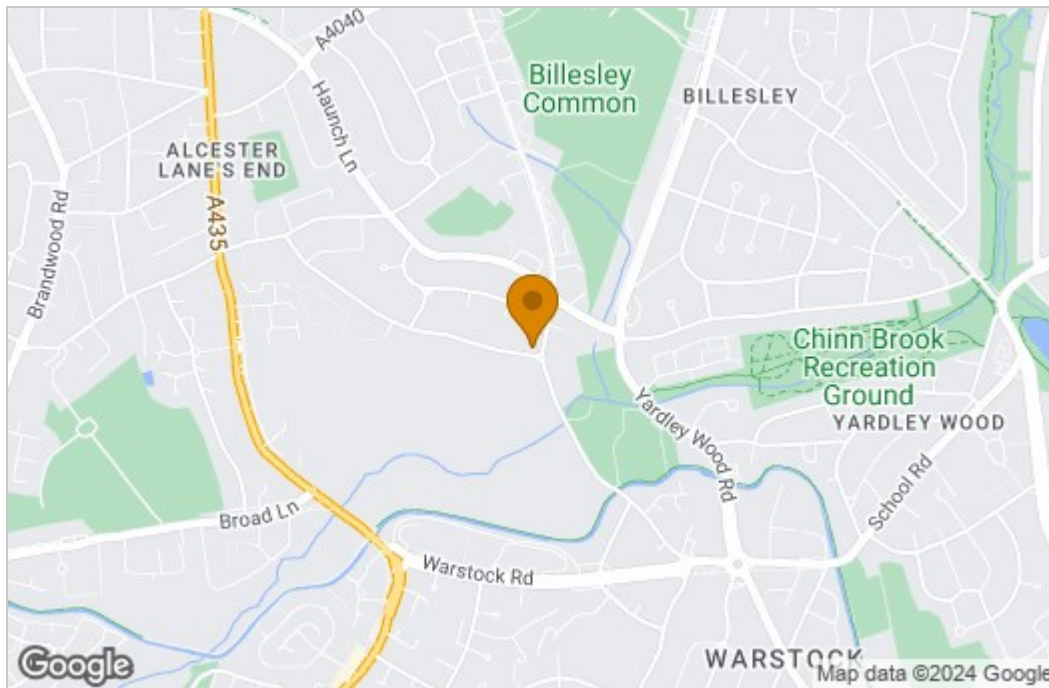 A4040
Haunch Ln
Billesley
Common
BILLESLEY
ALCESTER
LANE'S END
A435
Brandwood Rd
Chinn Brook
Recreation
Ground
YARDLEY WOOD
Yardley Wood Rd
School Rd
Broad Ln
Warstock Rd
WARSTOCK
Google
Map data ©2024 Google